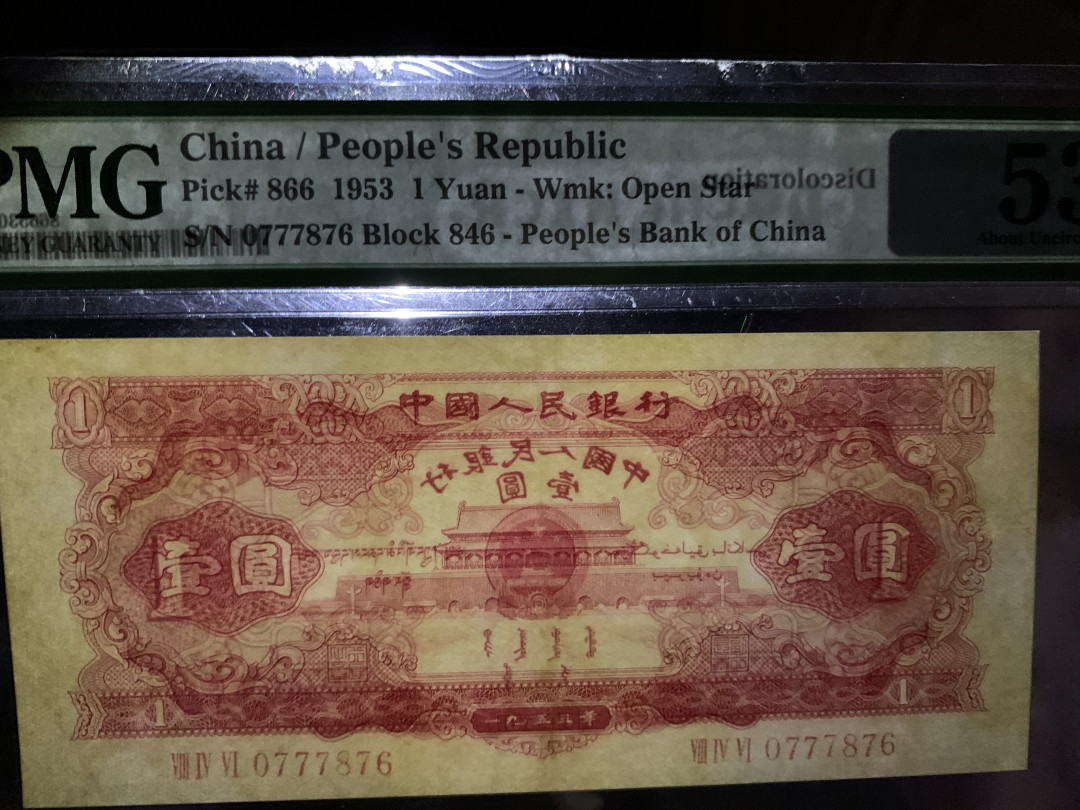 PMG
China / People's Republic
Pick# 866 1953 1 Yuan - Wmk: Open Star
Discoloration
S/N 0777876 Block 846 - People's Bank of China
EY GUARANTY
53
About Uncirc
1 中國人民銀行 1
中國人民銀行
壹圓
壹圓 壹圓
1 一九五三年 1
VIII IV VI 0777876 VIII IV VI 0777876